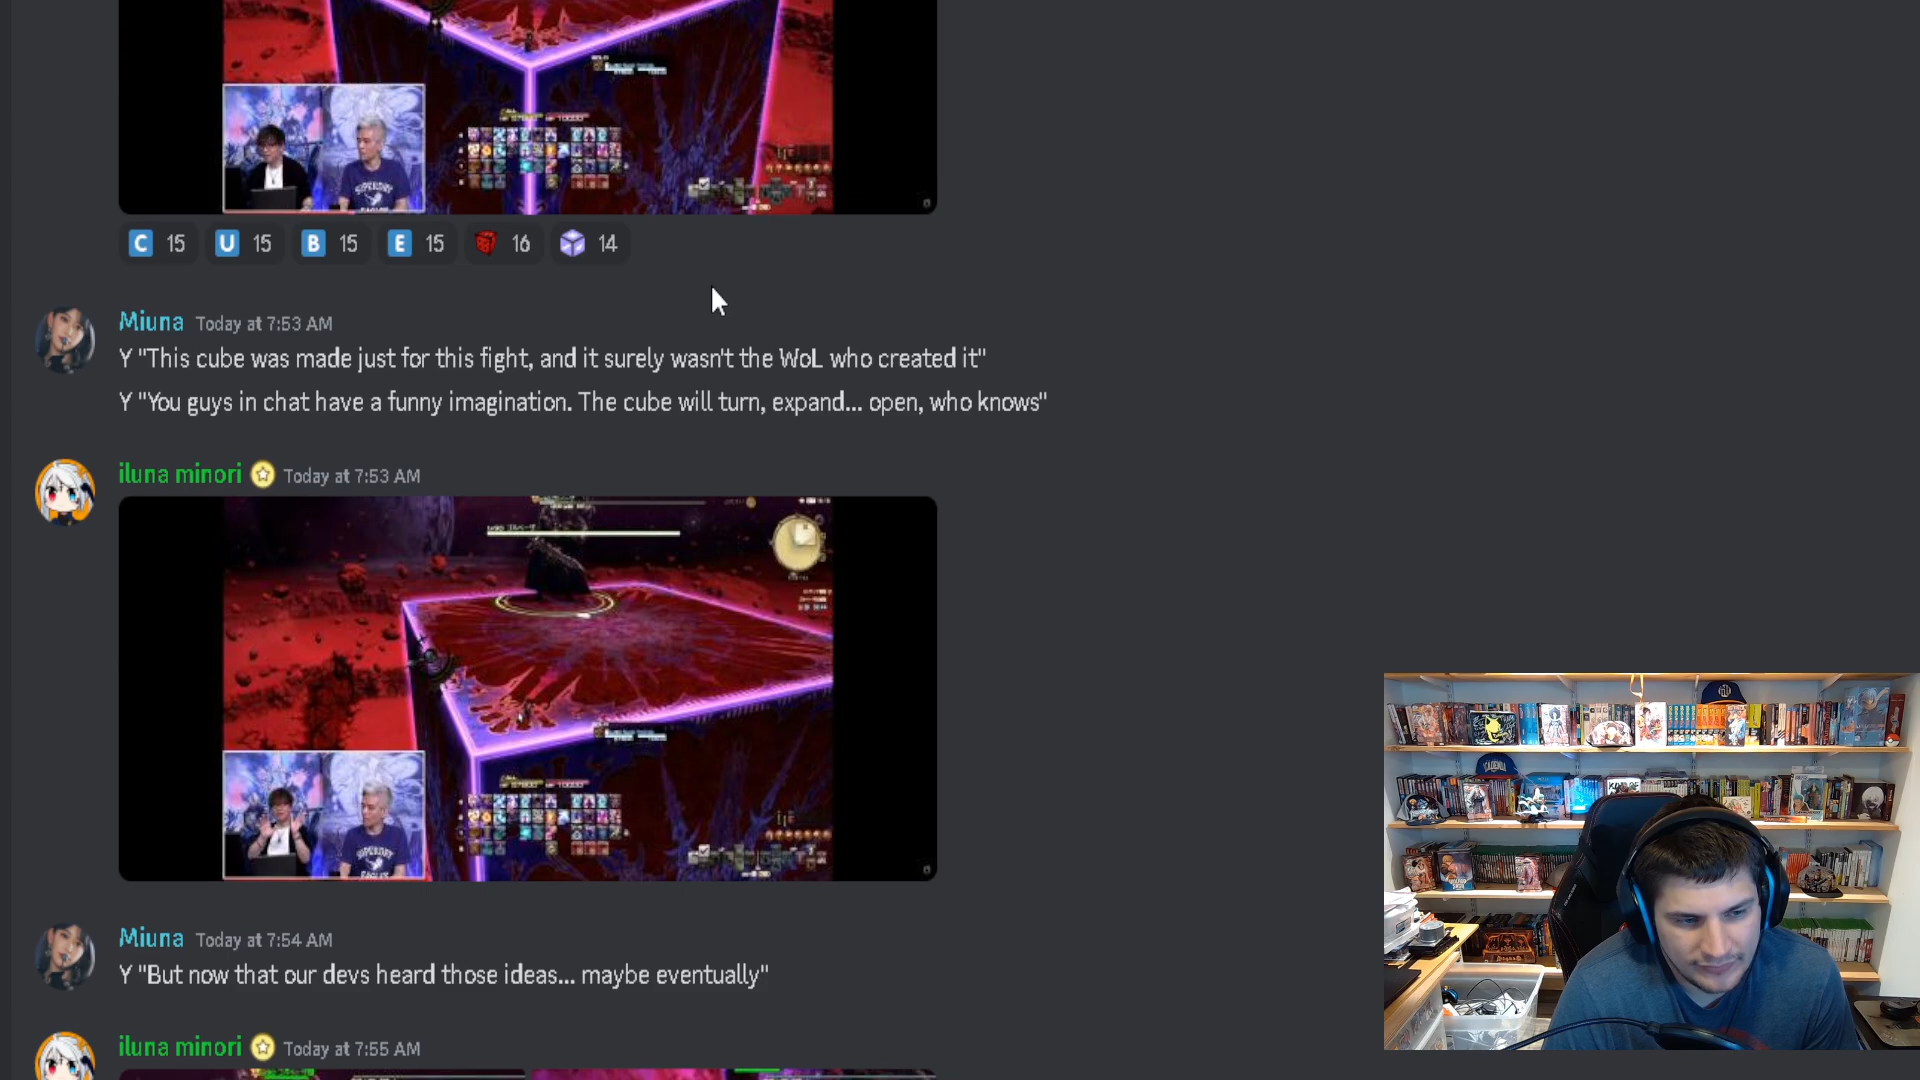 SUPERDRY
C 15 U 15 B 15 E 15 16 14
Miuna Today at 7:53 AM
Y "This cube was made just for this fight, and it surely wasn't the WoL who created it"
Y "You guys in chat have a funny imagination. The cube will turn, expand... open, who knows"
iluna minori Today at 7:53 AM
SUPERDRY
EAGLES
Miuna Today at 7:54 AM
Y "But now that our devs heard those ideas... maybe eventually"
iluna minori Today at 7:55 AM